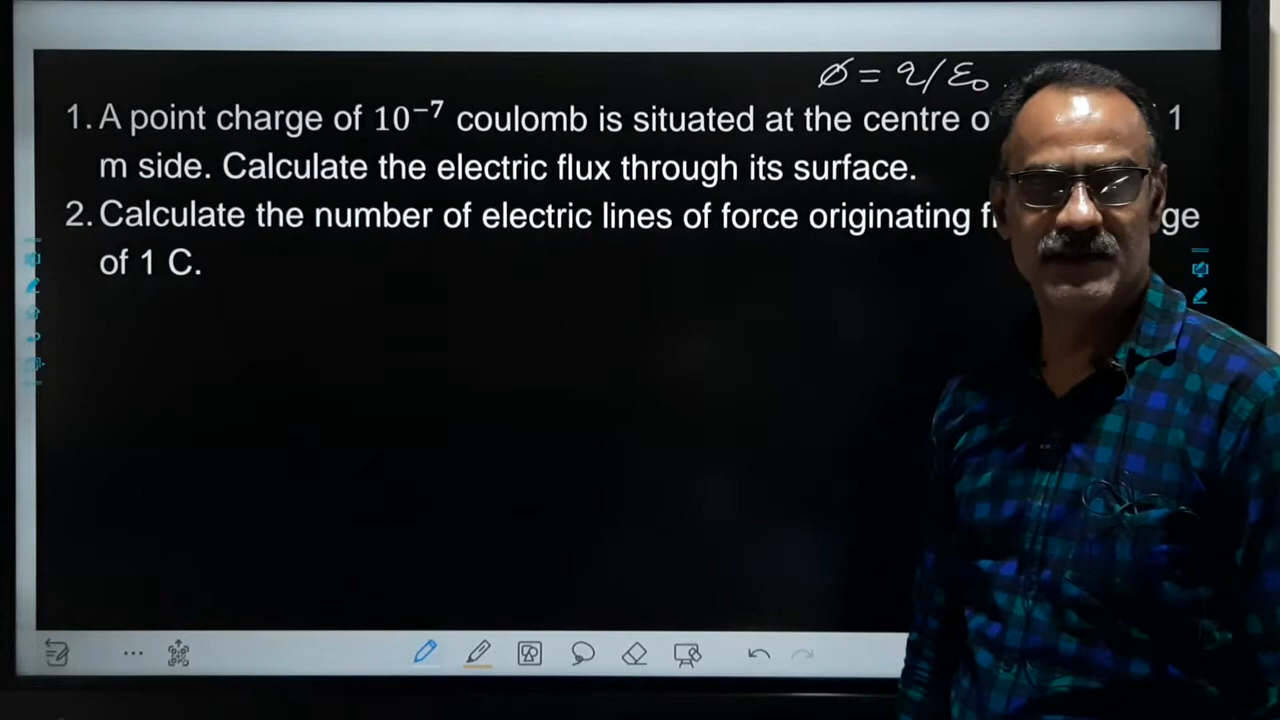 ø = q/ε₀
1. A point charge of 10⁻⁷ coulomb is situated at the centre 1
m side. Calculate the electric flux through its surface.
2. Calculate the number of electric lines of force originating
of 1 C.